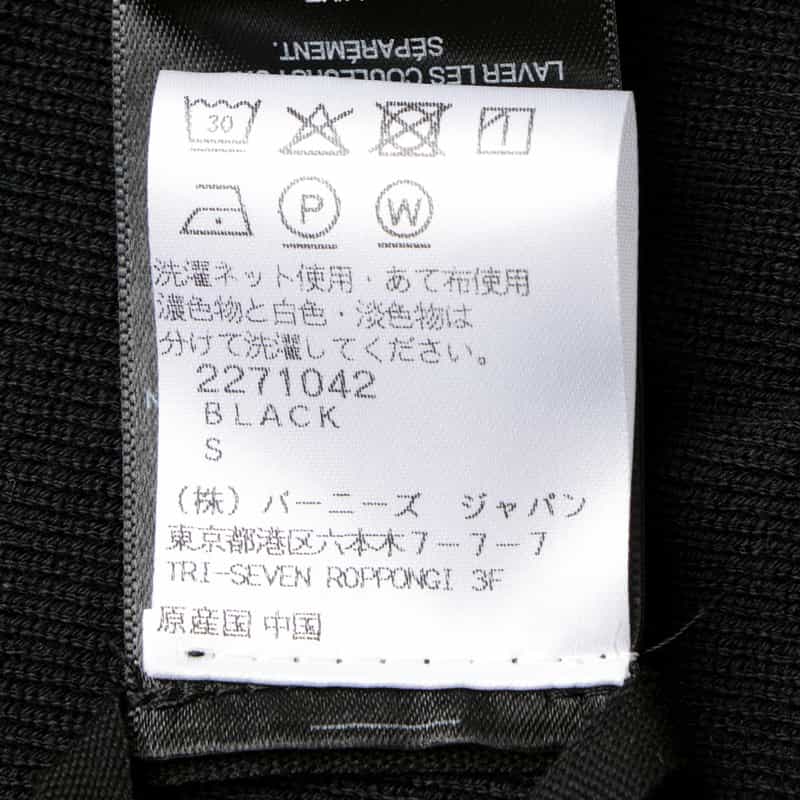 SÉPARÉMENT.
LAVER LES COULEURS
30
P
W
洗濯ネット使用・あて布使用
濃色物と白色・淡色物は
分けて洗濯してください。
2271042
BLACK
S
(株) バーニーズ ジャパン
東京都港区六本木7-7-7
TRI-SEVEN ROPPONGI 3F
原産国 中国